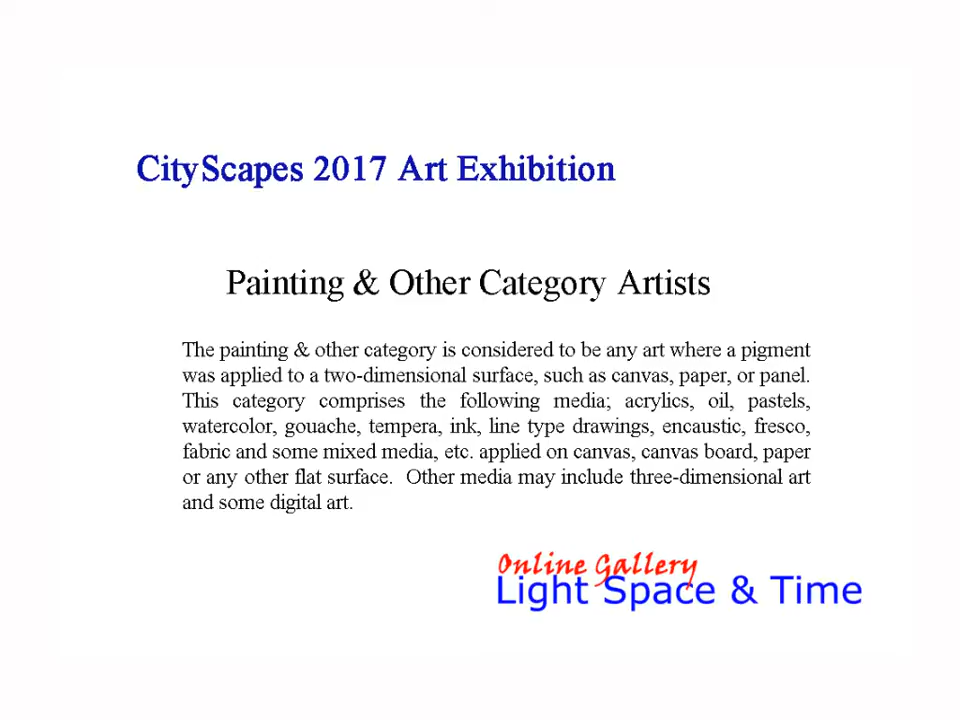 CityScapes 2017 Art Exhibition
Painting & Other Category Artists
The painting & other category is considered to be any art where a pigment
was applied to a two-dimensional surface, such as canvas, paper, or panel.
This category comprises the following media; acrylics, oil, pastels,
watercolor, gouache, tempera, ink, line type drawings, encaustic, fresco,
fabric and some mixed media, etc. applied on canvas, canvas board, paper
or any other flat surface.  Other media may include three-dimensional art
and some digital art.
Online Gallery
Light Space & Time